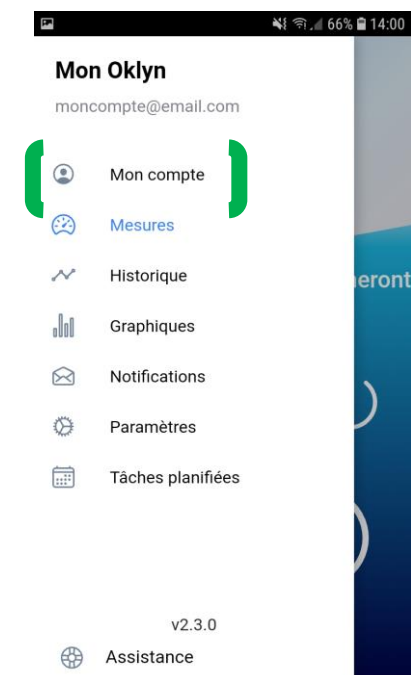 66% 14:00
Mon Oklyn
moncompte@email.com
Mon compte
Mesures
Historique
eront
Graphiques
Notifications
Paramètres
Tâches planifiées
v2.3.0
Assistance